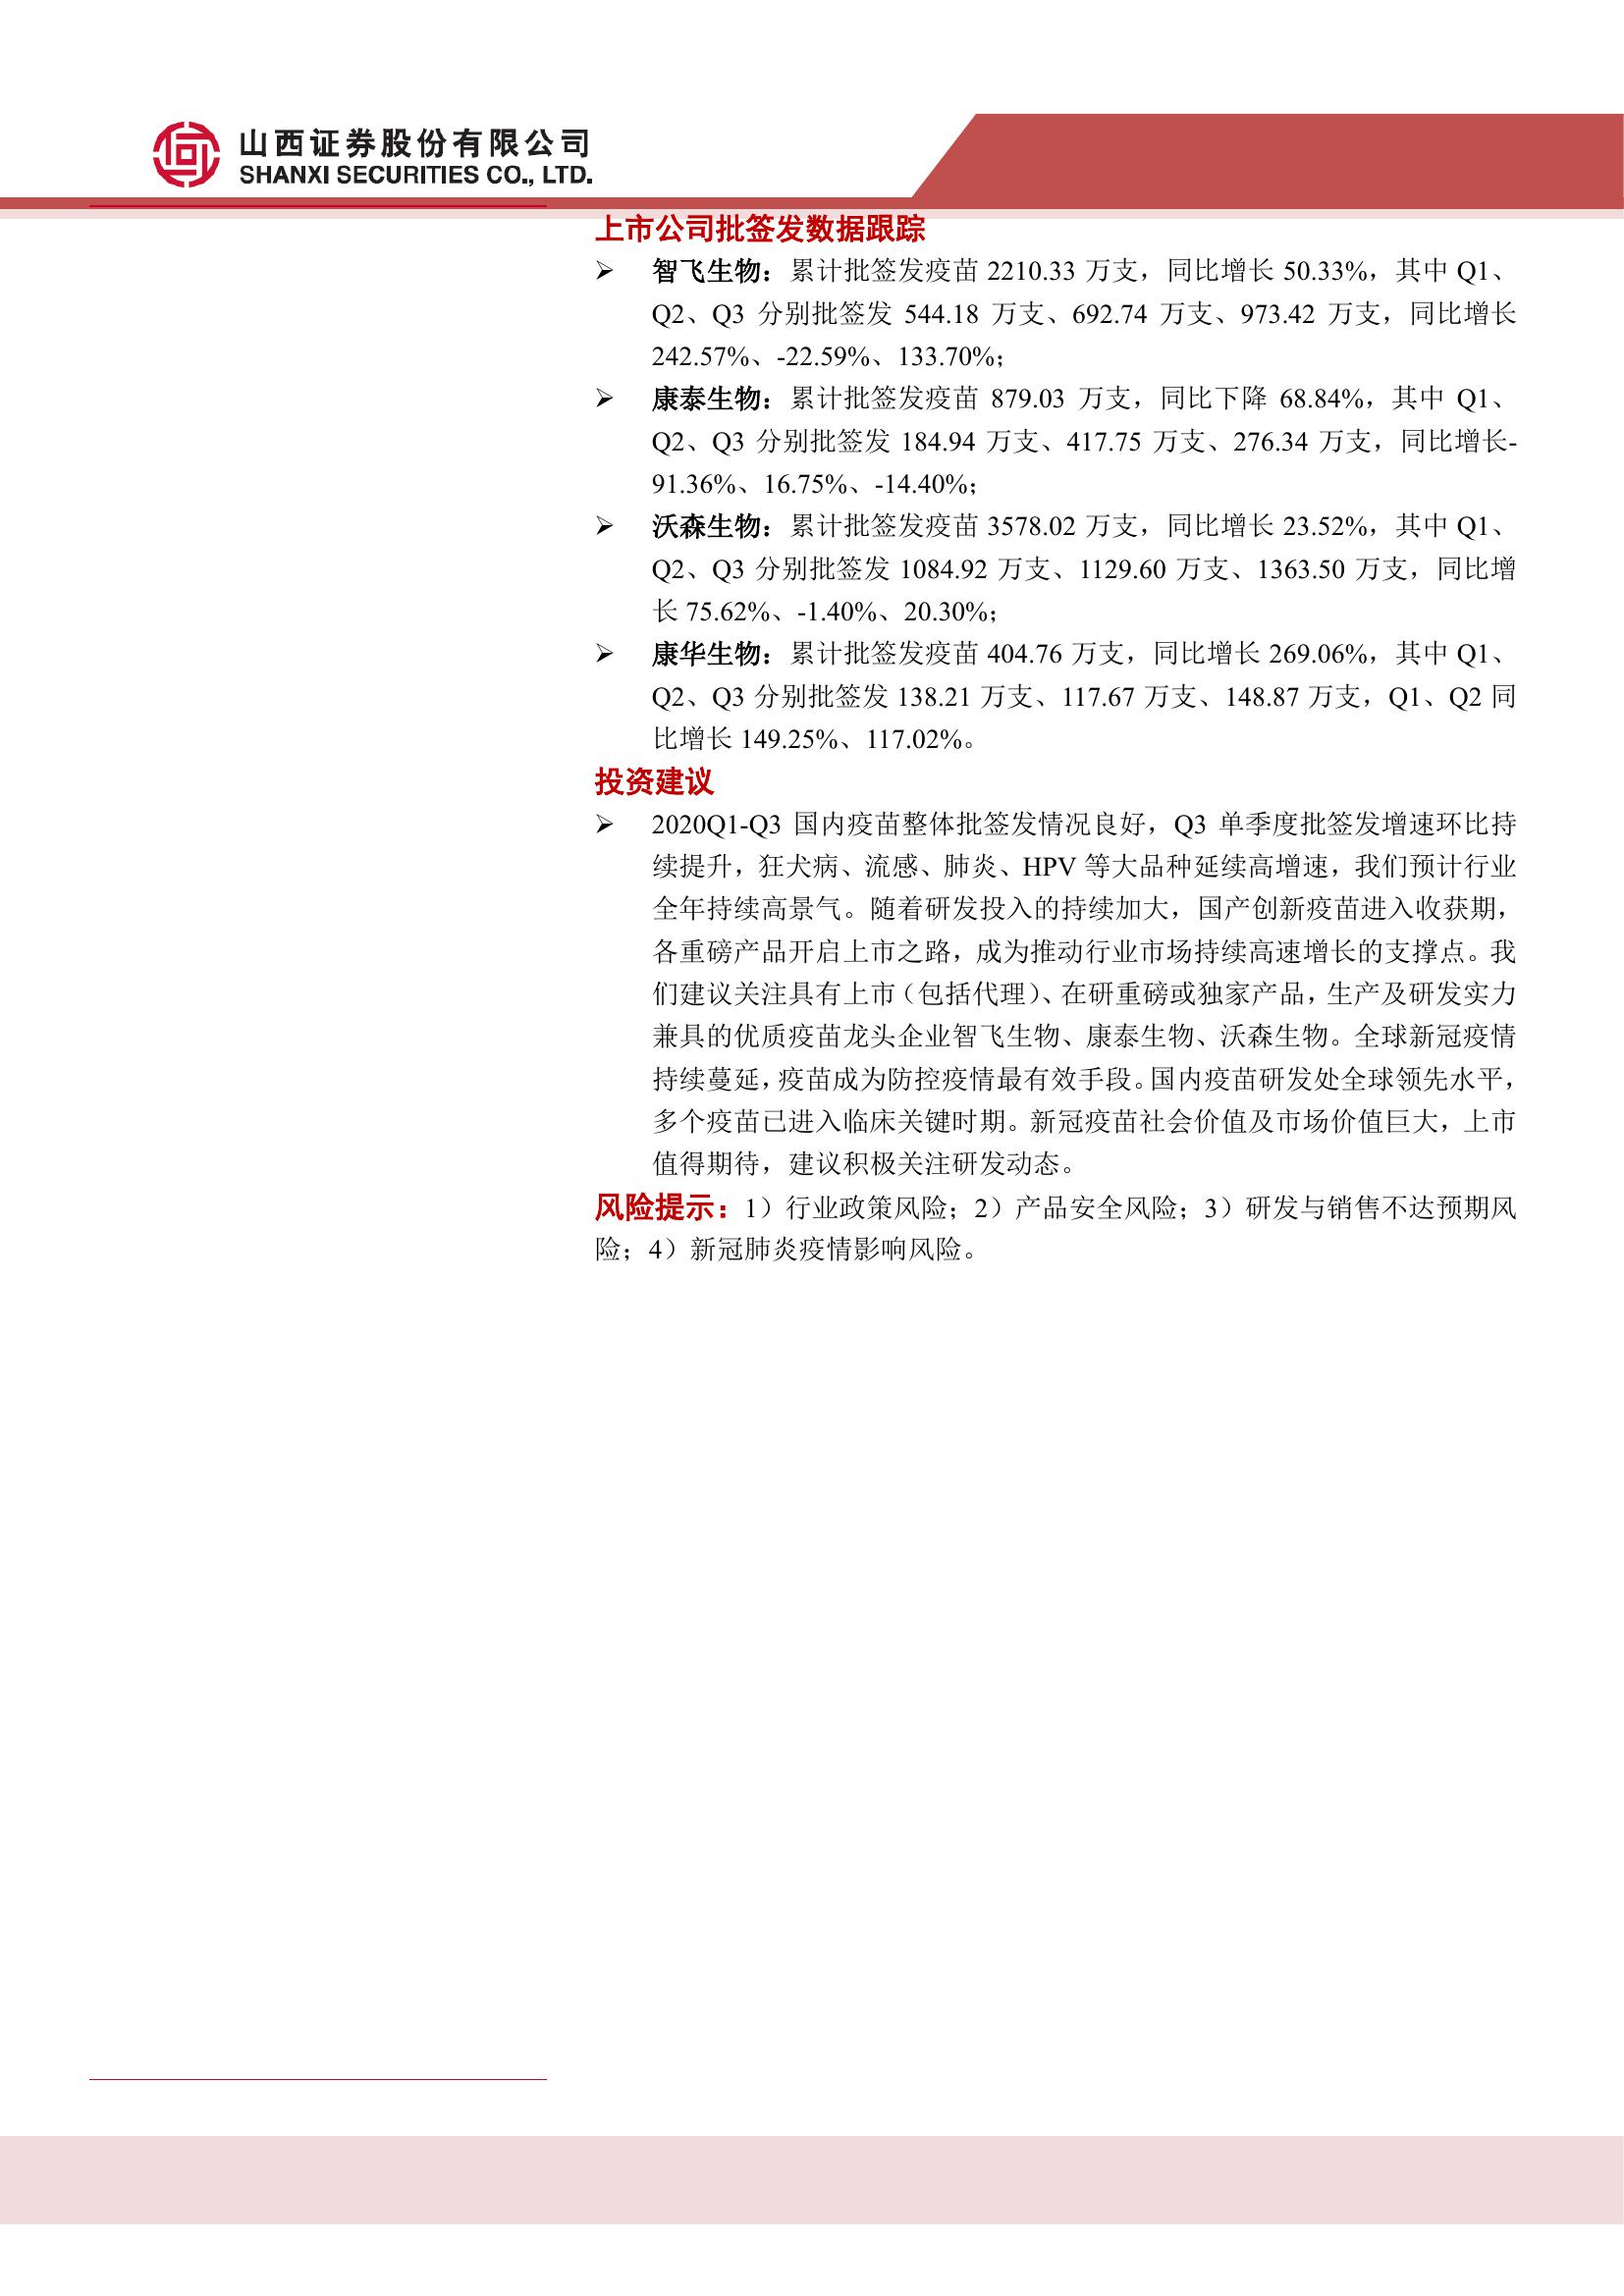 山西证券股份有限公司
SHANXI SECURITIES CO., LTD.
上市公司批签发数据跟踪
➢ 智飞生物：累计批签发疫苗 2210.33 万支，同比增长 50.33%，其中 Q1、
Q2、Q3 分别批签发 544.18 万支、692.74 万支、973.42 万支，同比增长
242.57%、-22.59%、133.70%；
➢ 康泰生物：累计批签发疫苗 879.03 万支，同比下降 68.84%，其中 Q1、
Q2、Q3 分别批签发 184.94 万支、417.75 万支、276.34 万支，同比增长-
91.36%、16.75%、-14.40%；
➢ 沃森生物：累计批签发疫苗 3578.02 万支，同比增长 23.52%，其中 Q1、
Q2、Q3 分别批签发 1084.92 万支、1129.60 万支、1363.50 万支，同比增
长 75.62%、-1.40%、20.30%；
➢ 康华生物：累计批签发疫苗 404.76 万支，同比增长 269.06%，其中 Q1、
Q2、Q3 分别批签发 138.21 万支、117.67 万支、148.87 万支，Q1、Q2 同
比增长 149.25%、117.02%。
投资建议
➢ 2020Q1-Q3 国内疫苗整体批签发情况良好，Q3 单季度批签发增速环比持
续提升，狂犬病、流感、肺炎、HPV 等大品种延续高增速，我们预计行业
全年持续高景气。随着研发投入的持续加大，国产创新疫苗进入收获期，
各重磅产品开启上市之路，成为推动行业市场持续高速增长的支撑点。我
们建议关注具有上市（包括代理）、在研重磅或独家产品，生产及研发实力
兼具的优质疫苗龙头企业智飞生物、康泰生物、沃森生物。全球新冠疫情
持续蔓延，疫苗成为防控疫情最有效手段。国内疫苗研发处全球领先水平，
多个疫苗已进入临床关键时期。新冠疫苗社会价值及市场价值巨大，上市
值得期待，建议积极关注研发动态。
风险提示：1）行业政策风险；2）产品安全风险；3）研发与销售不达预期风
险；4）新冠肺炎疫情影响风险。